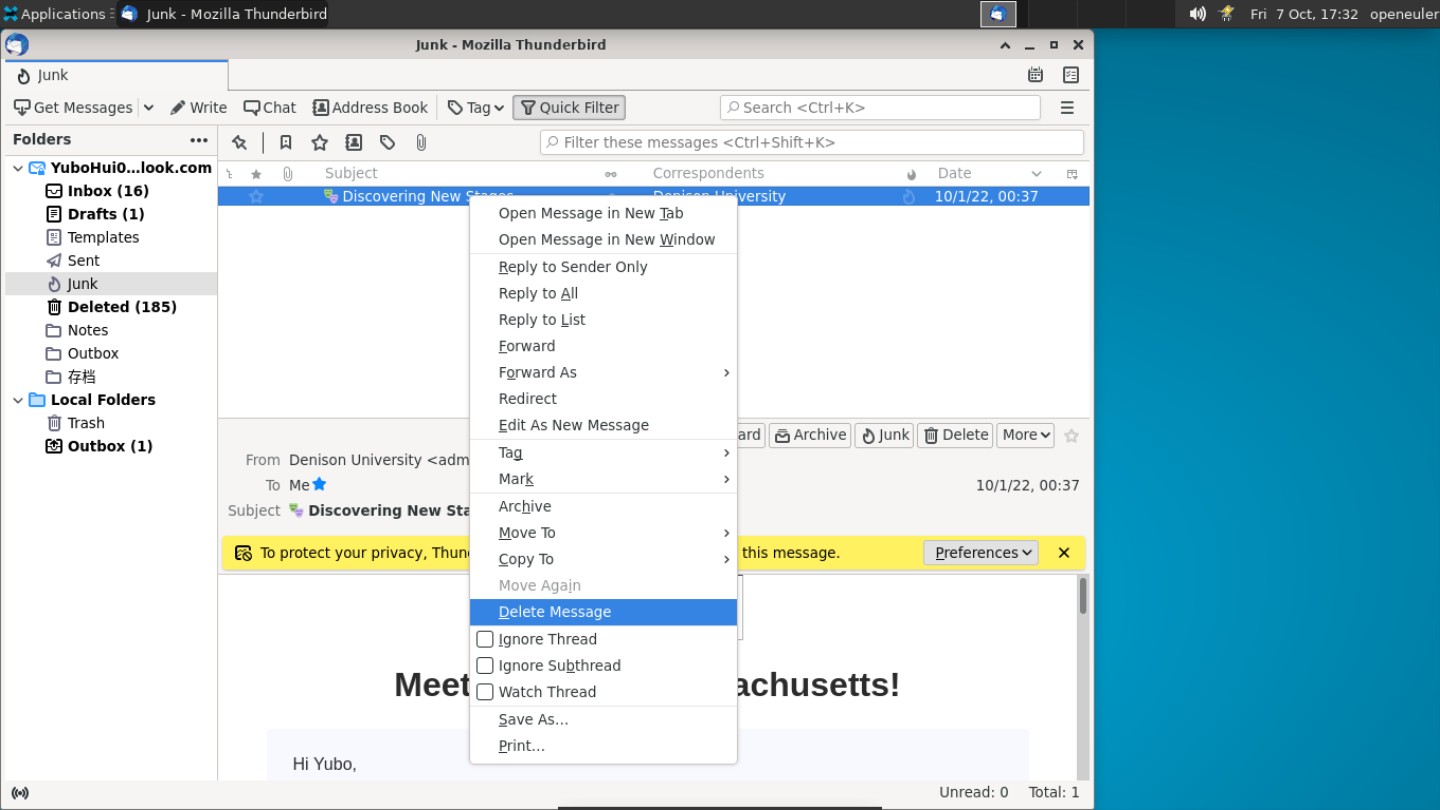 Applications
Junk - Mozilla Thunderbird
Fri 7 Oct, 17:32
openeuler
Junk - Mozilla Thunderbird
Junk
Get Messages
Write
Chat
Address Book
Tag
Quick Filter
Search <Ctrl+K>
Folders
Filter these messages <Ctrl+Shift+K>
YuboHui0...look.com
Inbox (16)
Drafts (1)
Templates
Sent
Junk
Deleted (185)
Notes
Outbox
存档
Local Folders
Trash
Outbox (1)
Subject
Correspondents
Date
Discovering New Stages
Denison University
10/1/22, 00:37
Open Message in New Tab
Open Message in New Window
Reply to Sender Only
Reply to All
Reply to List
Forward
Forward As
Redirect
Edit As New Message
Tag
Mark
Archive
Move To
Copy To
Move Again
Delete Message
Ignore Thread
Ignore Subthread
Watch Thread
Save As...
Print...
ard
Archive
Junk
Delete
More
From Denison University <adm
To Me
10/1/22, 00:37
Subject Discovering New Sta
To protect your privacy, Thun
this message.
Preferences
Meet
achusetts!
Hi Yubo,
Unread: 0
Total: 1